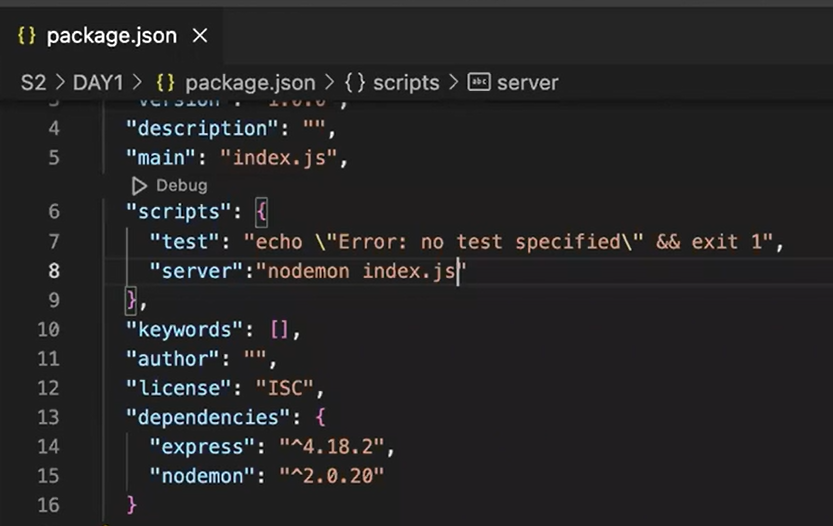 {} package.json ×
S2 > DAY1 > {} package.json > {} scripts > abc server
3 "version": "1.0.0",
4 "description": "",
5 "main": "index.js",
Debug
6 "scripts": {
7 "test": "echo \"Error: no test specified\" && exit 1",
8 "server":"nodemon index.js"
9 },
10 "keywords": [],
11 "author": "",
12 "license": "ISC",
13 "dependencies": {
14 "express": "^4.18.2",
15 "nodemon": "^2.0.20"
16 }